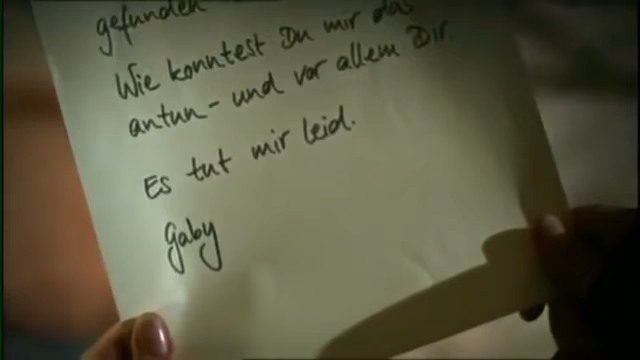 gefunden
Wie konntest Du mir das
antun - und vor allem Dir.
Es tut mir leid.
Gaby